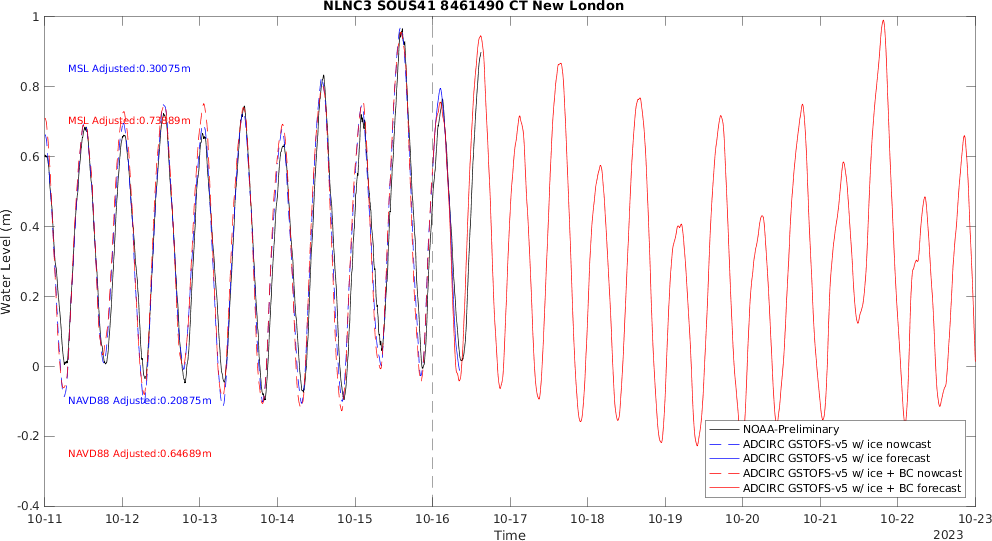 NLNC3 SOUS41 8461490 CT New London
1
0.8
0.6
0.4
0.2
0
-0.2
-0.4
Water Level (m)
MSL Adjusted:0.30075m
MSL Adjusted:0.73889m
NAVD88 Adjusted:0.20875m
NAVD88 Adjusted:0.64689m
NOAA-Preliminary
ADCIRC GSTOFS-v5 w/ ice nowcast
ADCIRC GSTOFS-v5 w/ ice forecast
ADCIRC GSTOFS-v5 w/ ice + BC nowcast
ADCIRC GSTOFS-v5 w/ ice + BC forecast
10-11 10-12 10-13 10-14 10-15 10-16 10-17 10-18 10-19 10-20 10-21 10-22 10-23
Time
2023